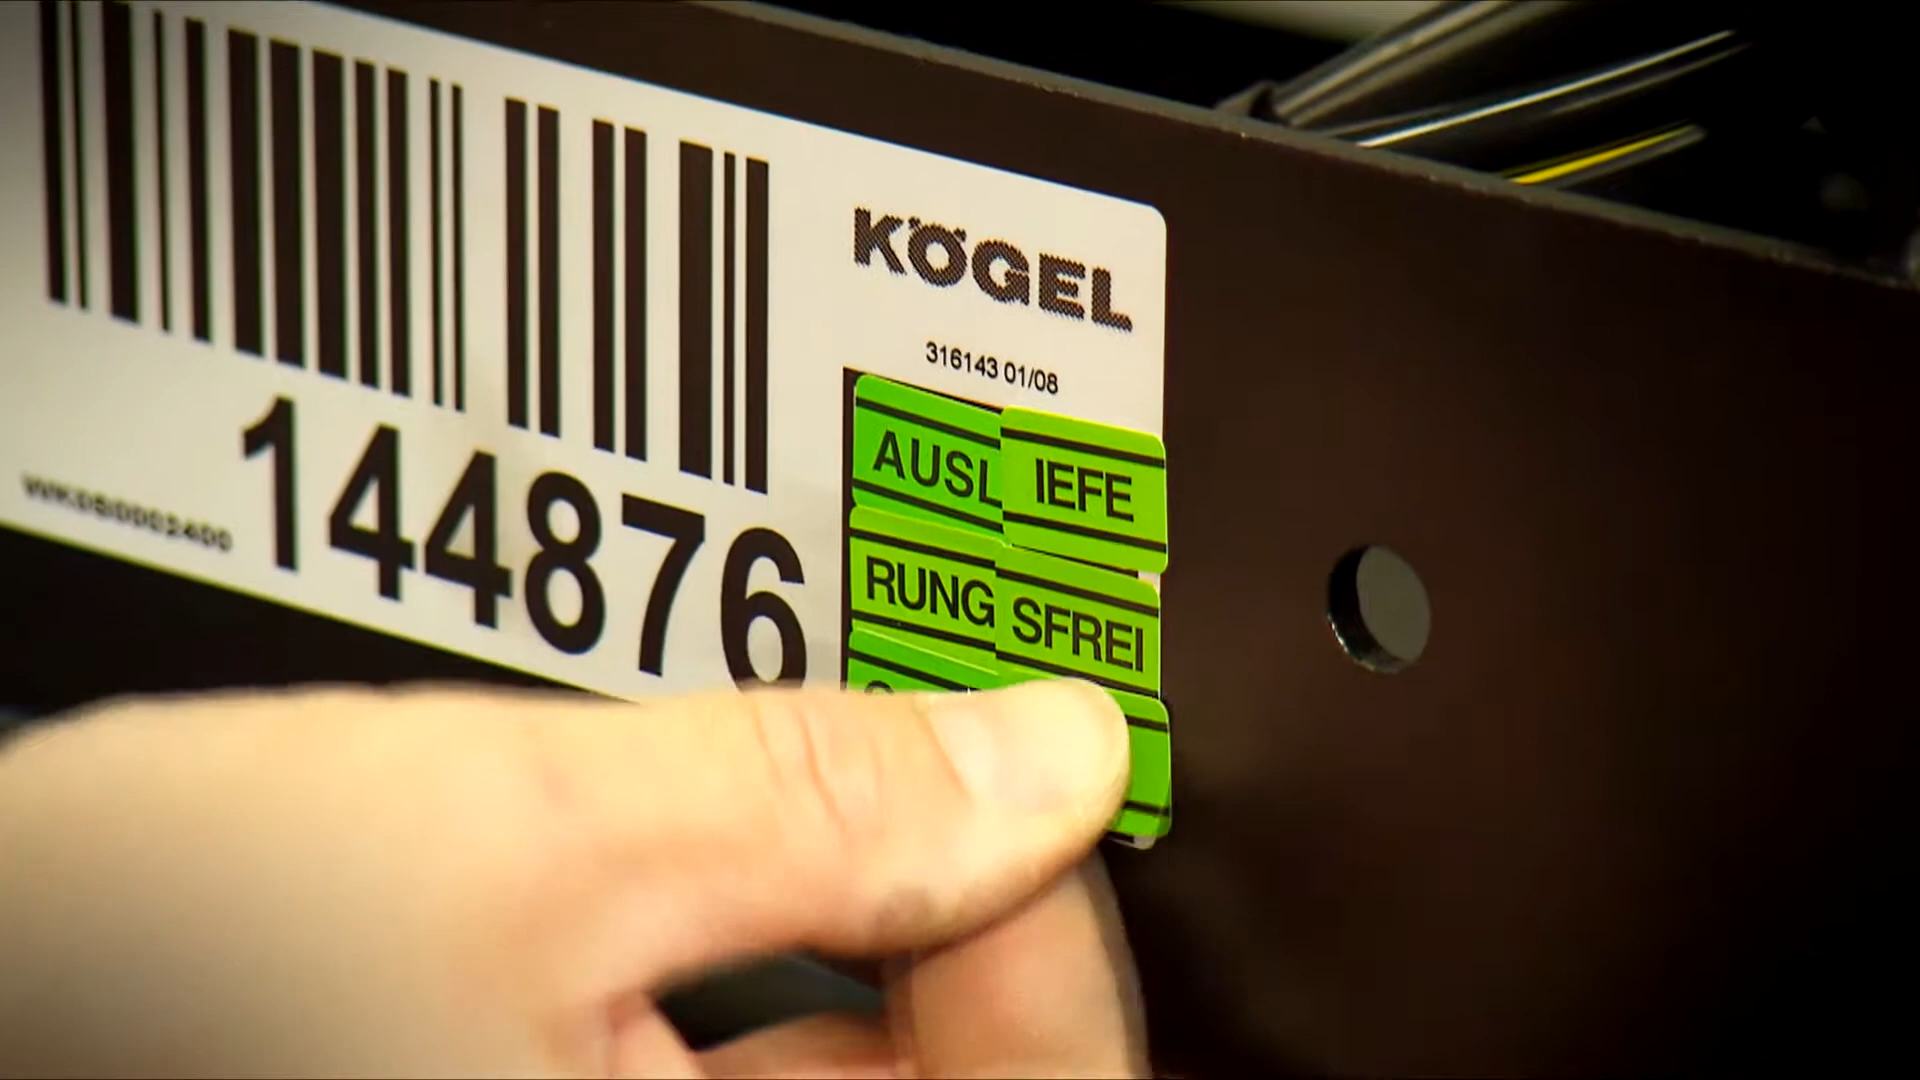 KÖGEL
316143 01/08
144876
AUSL IEFE
RUNG SFREI